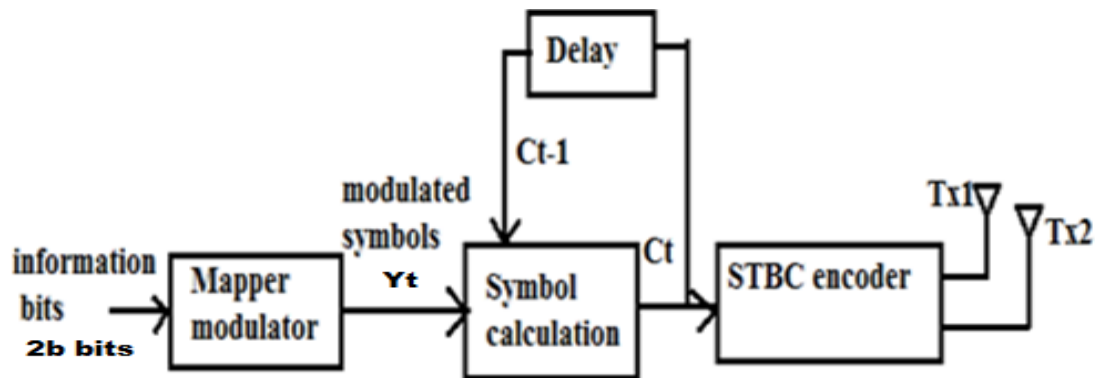 Delay
Ct-1
modulated
symbols
Yt
information
bits
2b bits
Mapper
modulator
Symbol
calculation
Ct
STBC encoder
Tx1
Tx2